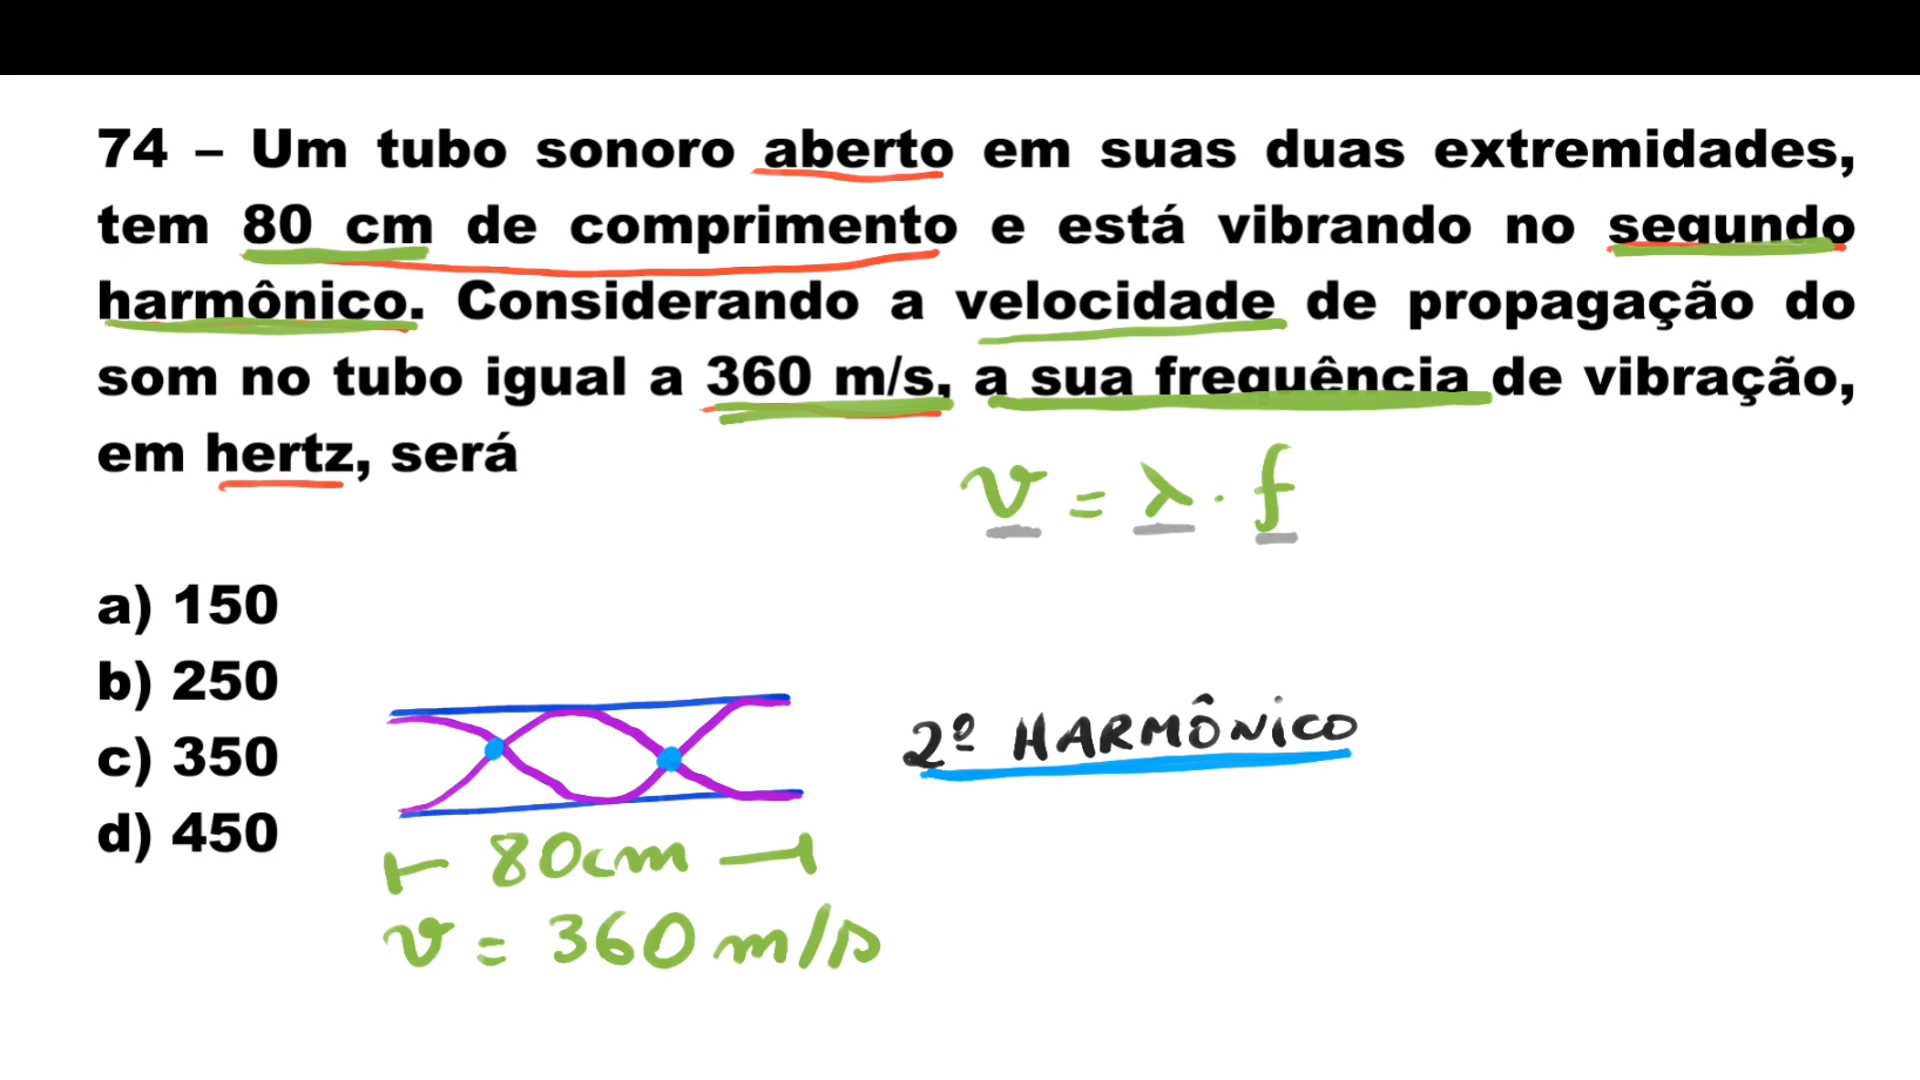 74 – Um tubo sonoro aberto em suas duas extremidades,
tem 80 cm de comprimento e está vibrando no segundo
harmônico. Considerando a velocidade de propagação do
som no tubo igual a 360 m/s, a sua frequência de vibração,
em hertz, será
v = λ · f
a) 150
b) 250
c) 350
d) 450
2º HARMÔNICO
80cm
v = 360 m/s